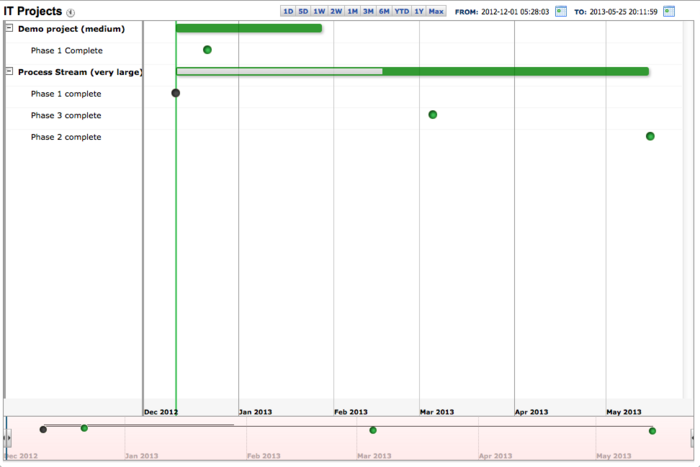 IT Projects
1D 5D 1W 2W 1M 3M 6M YTD 1Y Max FROM: 2012-12-01 05:28:03 TO: 2013-05-25 20:11:59
Demo project (medium)
Phase 1 Complete
Process Stream (very large)
Phase 1 complete
Phase 3 complete
Phase 2 complete
Dec 2012 Jan 2013 Feb 2013 Mar 2013 Apr 2013 May 2013
Dec 2012 Jan 2013 Feb 2013 Mar 2013 Apr 2013 May 2013